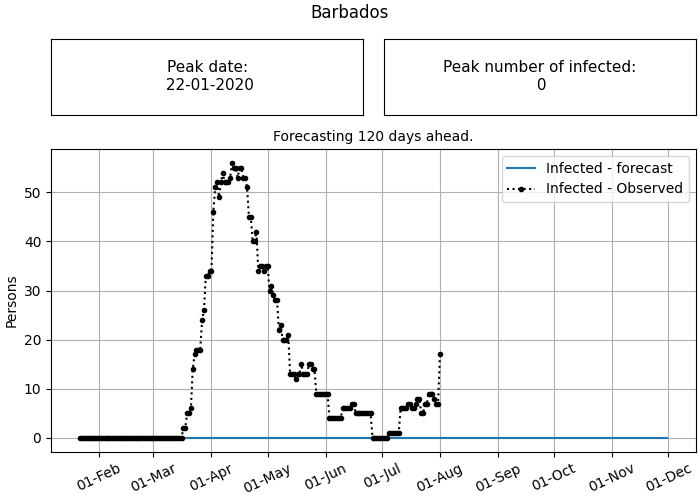 Barbados
Peak date:
22-01-2020
Peak number of infected:
0
Forecasting 120 days ahead.
Infected - forecast
Infected - Observed
Persons
50
40
30
20
10
0
01-Feb
01-Mar
01-Apr
01-May
01-Jun
01-Jul
01-Aug
01-Sep
01-Oct
01-Nov
01-Dec